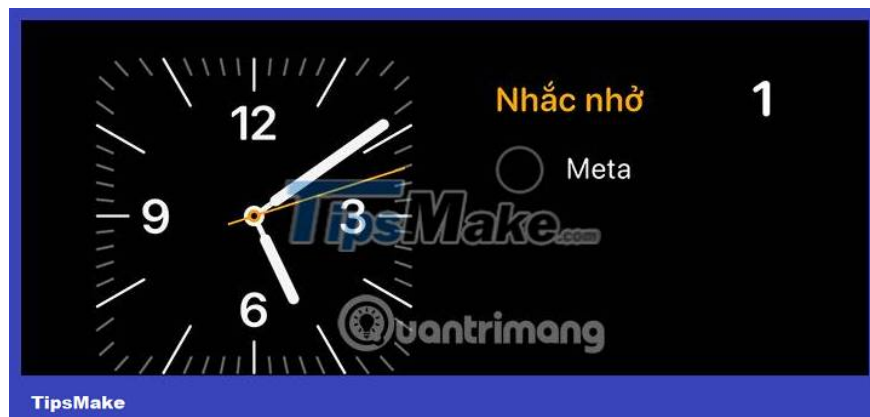 12
Nhắc nhở 1
Meta
9 3
TipsMake.com
6
Quantrimang
TipsMake